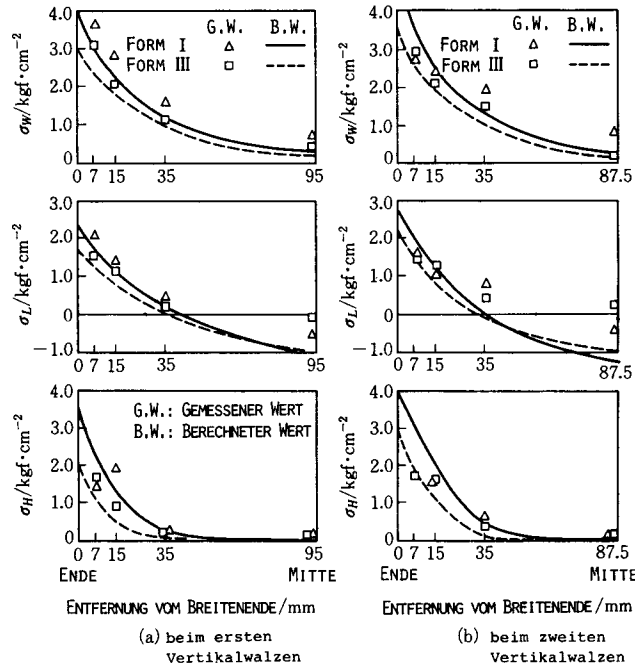 G.W. B.W.
FORM I
FORM III
σW/kgf·cm⁻²
4.0
3.0
2.0
1.0
0
0 7 15 35 95
σL/kgf·cm⁻²
3.0
2.0
1.0
0
-1.0
0 7 15 35 95
σH/kgf·cm⁻²
4.0
3.0
2.0
1.0
0
G.W.: GEMESSENER WERT
B.W.: BERECHNETER WERT
0 7 15 35 95
ENDE MITTE
ENTFERNUNG VOM BREITENENDE/mm
(a) beim ersten
Vertikalwalzen
G.W. B.W.
FORM I
FORM III
σW/kgf·cm⁻²
4.0
3.0
2.0
1.0
0
0 7 15 35 87.5
σL/kgf·cm⁻²
3.0
2.0
1.0
0
-1.0
0 7 15 35 87.5
σH/kgf·cm⁻²
4.0
3.0
2.0
1.0
0
0 7 15 35 87.5
ENDE MITTE
ENTFERNUNG VOM BREITENENDE/mm
(b) beim zweiten
Vertikalwalzen